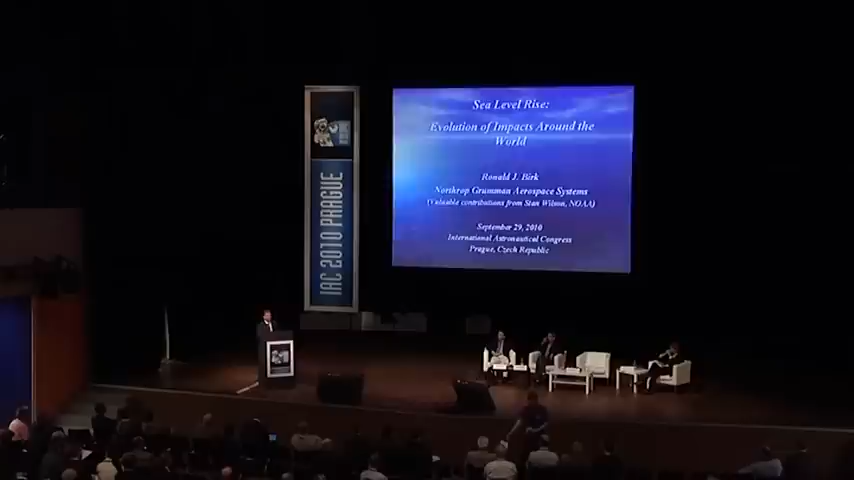 Sea Level Rise:
Evolution of Impacts Around the
World
Ronald J. Birk
Northrop Grumman Aerospace Systems
(Valuable contributions from Stan Wilson, NOAA)
September 29, 2010
International Astronautical Congress
Prague, Czech Republic
IAC 2010 PRAGUE